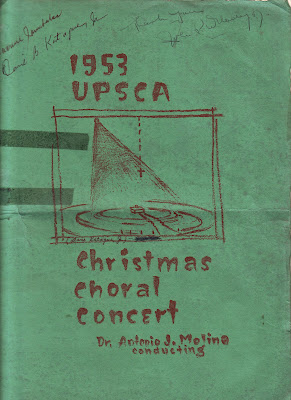 1953
UPSCA
Christmas
Choral
Concert
Dr. Antonio J. Molina
conducting